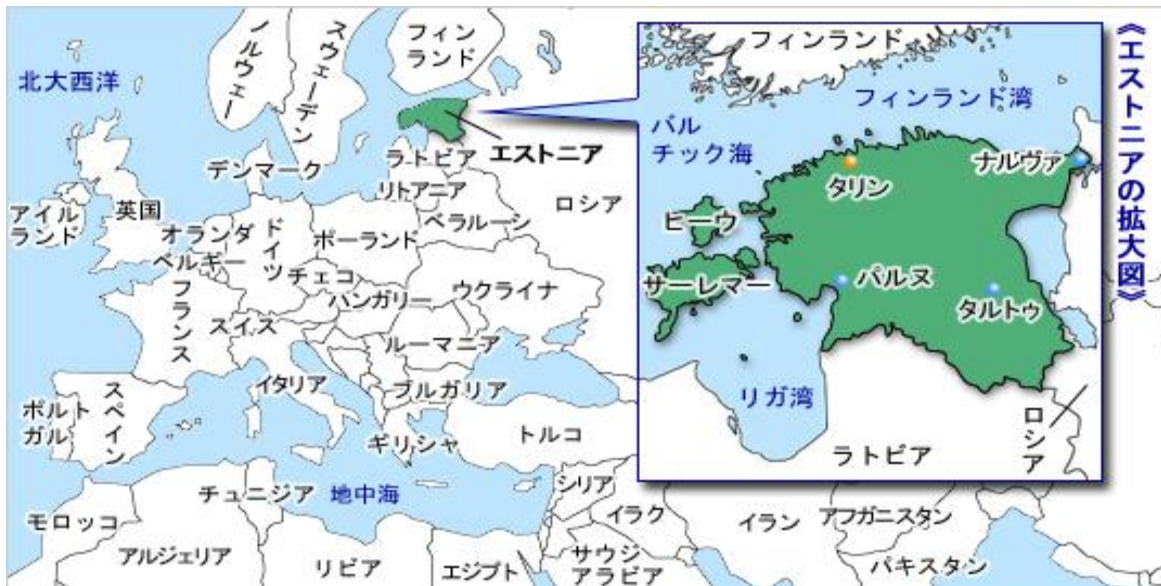 北大西洋
ノルウェー
スウェーデン
フィン
ランド
エストニア
ラトビア
リトアニア
デンマーク
ロシア
ベラルーシ
アイル
ランド
英国
オランダ
ドイツ
ポーランド
ベルギー
チェコ
ウクライナ
フランス
ハンガリー
スイス
ルーマニア
イタリア
ブルガリア
スペイン
ポルト
ガル
ギリシャ
トルコ
チュニジア
地中海
シリア
モロッコ
イラク
イラン
アフガニスタン
アルジェリア
リビア
エジプト
サウジ
アラビア
パキスタン
フィンランド
フィンランド湾
バル
チック海
タリン
ナルヴァ
ヒーウ
サーレマー
パルヌ
タルトゥ
リガ湾
ラトビア
ロシア
《エストニアの拡大図》